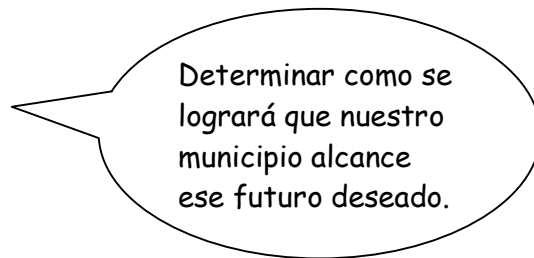 Determinar como se
logrará que nuestro
municipio alcance
ese futuro deseado.